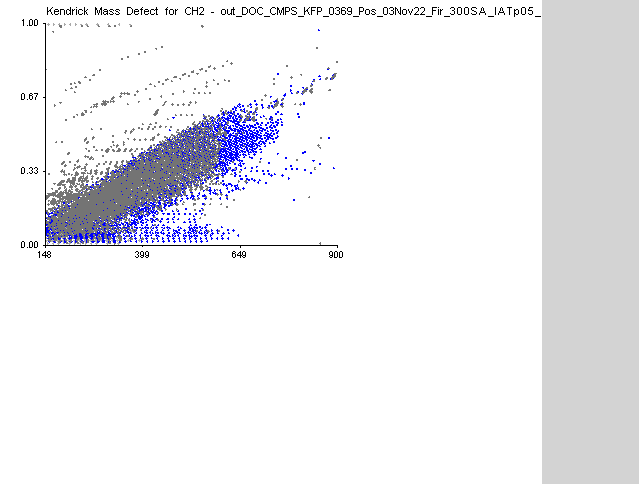 Kendrick Mass Defect for CH2 - out_DOC_CMPS_KFP_0369_Pos_03Nov22_Fir_300SA_IATp05_
1.00
0.67
0.33
0.00
148 399 649 900